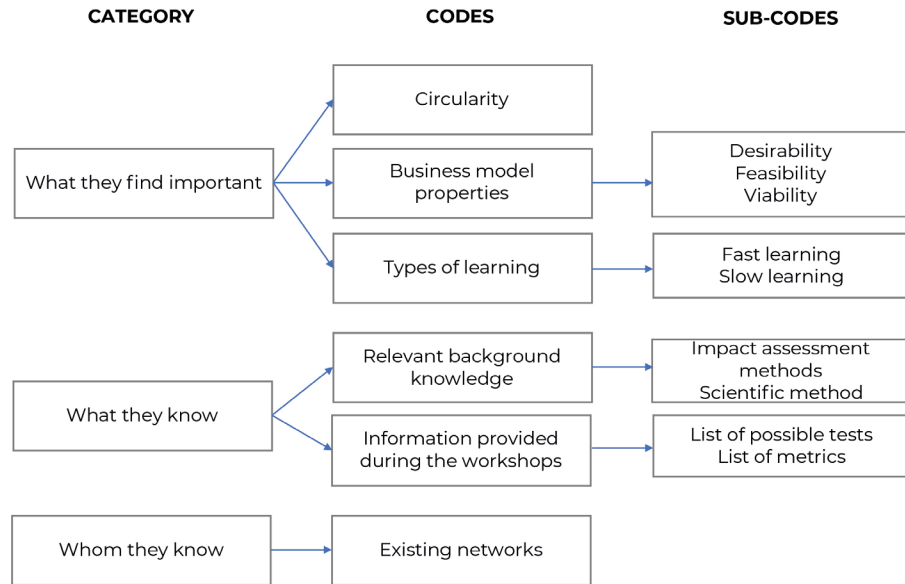 CATEGORY
CODES
SUB-CODES
Circularity
What they find important
Business model
properties
Desirability
Feasibility
Viability
Types of learning
Fast learning
Slow learning
What they know
Relevant background
knowledge
Impact assessment
methods
Scientific method
Information provided
during the workshops
List of possible tests
List of metrics
Whom they know
Existing networks